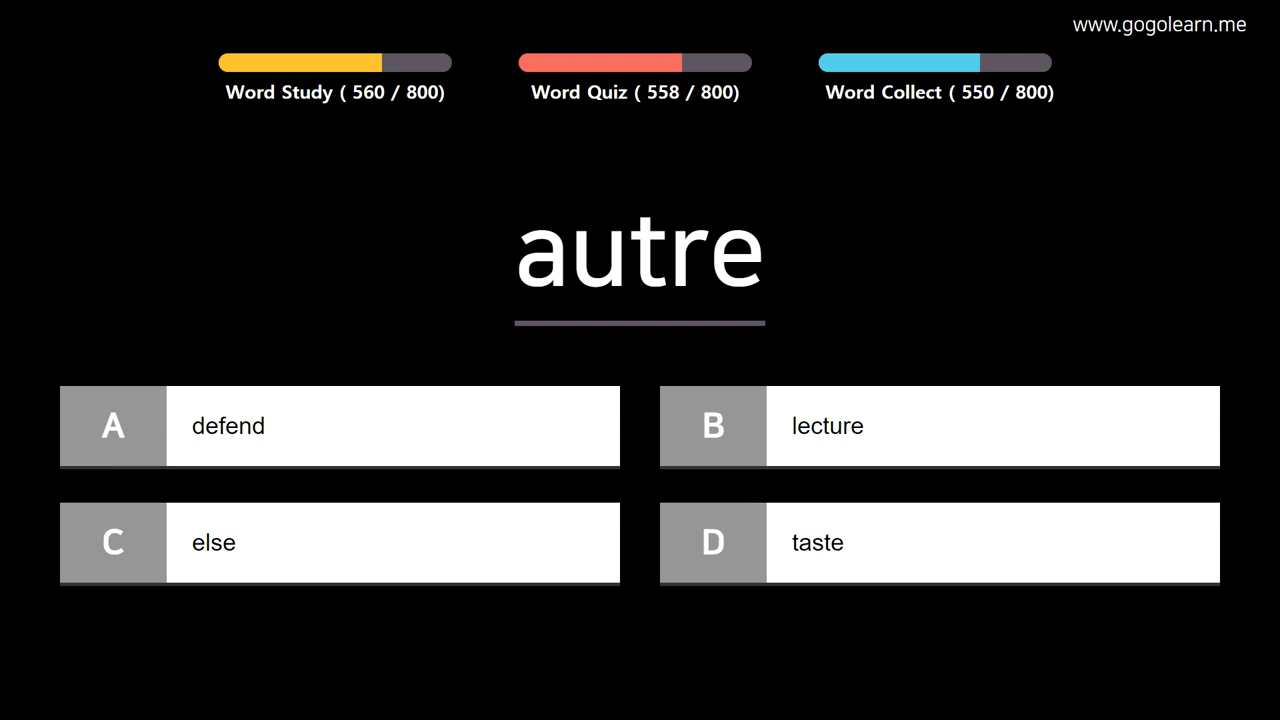 www.gogolearn.me
Word Study ( 560 / 800)
Word Quiz ( 558 / 800)
Word Collect ( 550 / 800)
autre
A defend
B lecture
C else
D taste